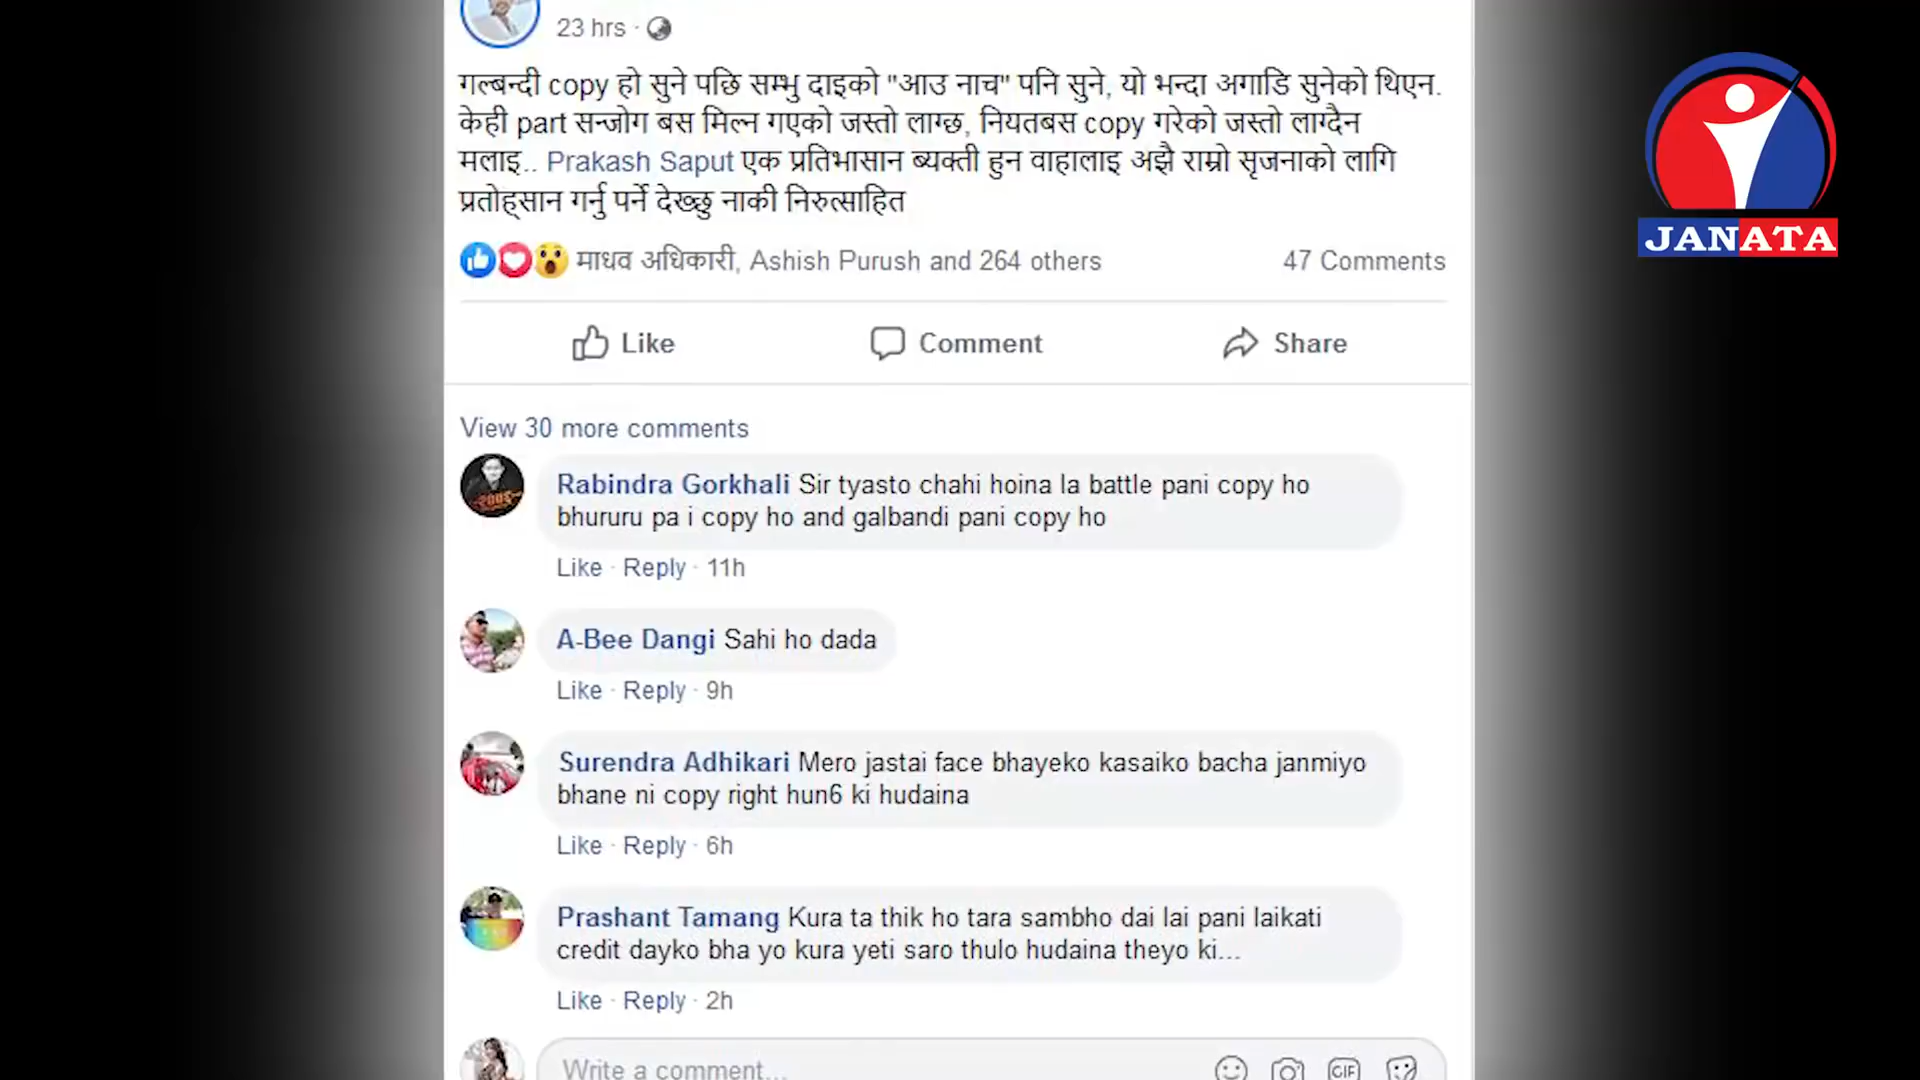 23 hrs ·
गल्बन्दी copy हो सुने पछि सम्भु दाइको "आउ नाच" पनि सुने, यो भन्दा अगाडि सुनेको थिएन.
केही part सन्जोग बस मिल्न गएको जस्तो लाग्छ, नियतबस copy गरेको जस्तो लाग्दैन
मलाइ.. Prakash Saput एक प्रतिभासान ब्यक्ती हुन वाहालाइ अझै राम्रो सृजनाको लागि
प्रतोह्सान गर्नु पर्ने देख्छु नाकी निरुत्साहित
माधव अधिकारी, Ashish Purush and 264 others
47 Comments
Like
Comment
Share
View 30 more comments
Rabindra Gorkhali Sir tyasto chahi hoina la battle pani copy ho
bhururu pa i copy ho and galbandi pani copy ho
Like · Reply · 11h
A-Bee Dangi Sahi ho dada
Like · Reply · 9h
Surendra Adhikari Mero jastai face bhayeko kasaiko bacha janmiyo
bhane ni copy right hun6 ki hudaina
Like · Reply · 6h
Prashant Tamang Kura ta thik ho tara sambho dai lai pani laikati
credit dayko bha yo kura yeti saro thulo hudaina theyo ki...
Like · Reply · 2h
Write a comment...
GIF
JANATA